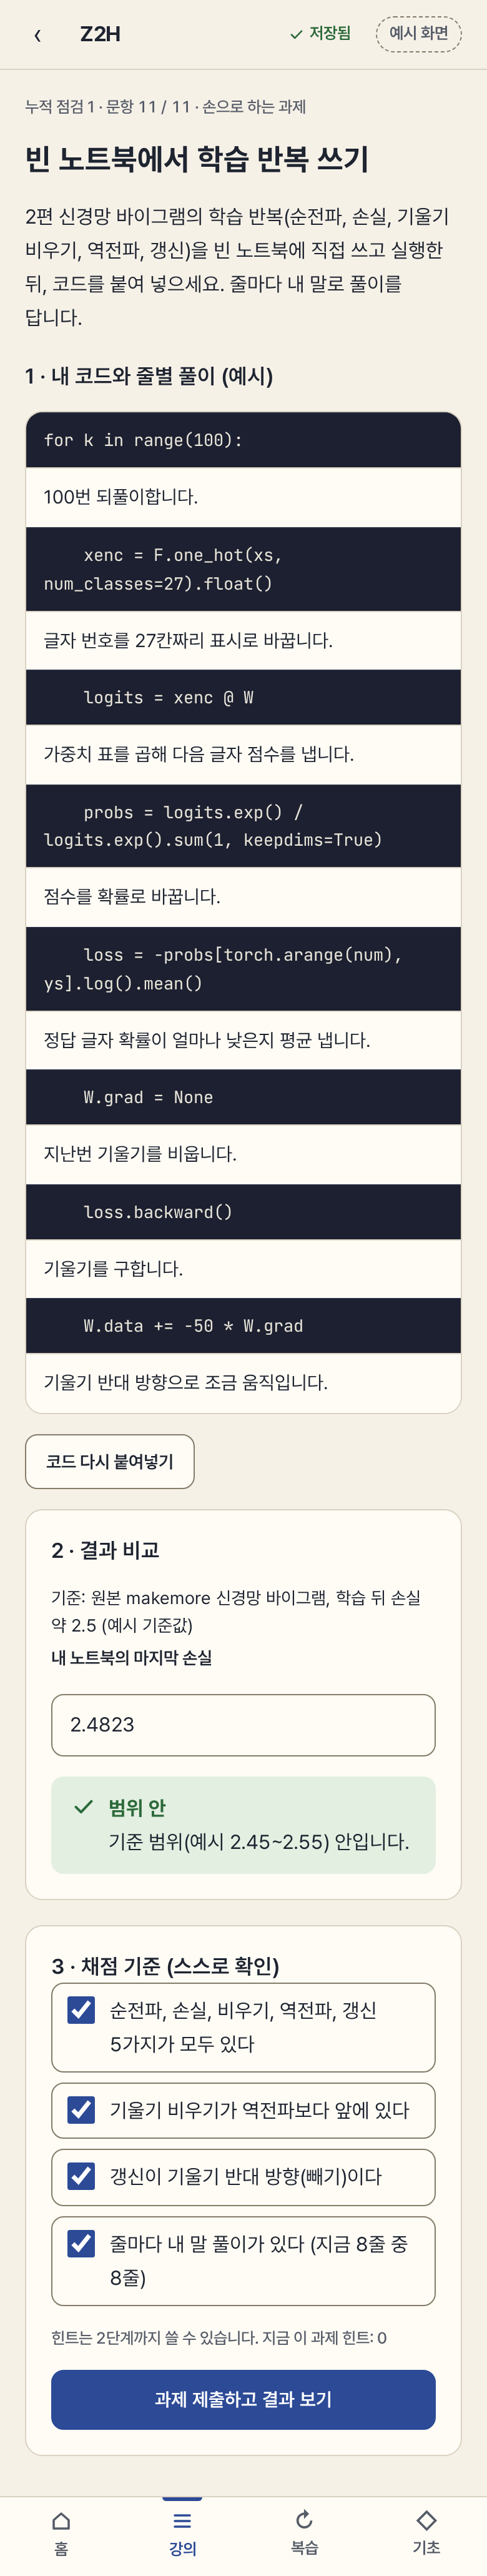 Z2H
저장됨
예시 화면
누적 점검 1 · 문항 11 / 11 · 손으로 하는 과제
빈 노트북에서 학습 반복 쓰기
2편 신경망 바이그램의 학습 반복(순전파, 손실, 기울기
비우기, 역전파, 갱신)을 빈 노트북에 직접 쓰고 실행한
뒤, 코드를 붙여 넣으세요. 줄마다 내 말로 풀이를
답니다.
1 · 내 코드와 줄별 풀이 (예시)
for k in range(100):
100번 되풀이합니다.
xenc = F.one_hot(xs,
num_classes=27).float()
글자 번호를 27칸짜리 표시로 바꿉니다.
logits = xenc @ W
가중치 표를 곱해 다음 글자 점수를 냅니다.
probs = logits.exp() /
logits.exp().sum(1, keepdims=True)
점수를 확률로 바꿉니다.
loss = -probs[torch.arange(num),
ys].log().mean()
정답 글자 확률이 얼마나 낮은지 평균 냅니다.
W.grad = None
지난번 기울기를 비웁니다.
loss.backward()
기울기를 구합니다.
W.data += -50 * W.grad
기울기 반대 방향으로 조금 움직입니다.
코드 다시 붙여넣기
2 · 결과 비교
기준: 원본 makemore 신경망 바이그램, 학습 뒤 손실
약 2.5 (예시 기준값)
내 노트북의 마지막 손실
2.4823
범위 안
기준 범위(예시 2.45~2.55) 안입니다.
3 · 채점 기준 (스스로 확인)
순전파, 손실, 비우기, 역전파, 갱신
5가지가 모두 있다
기울기 비우기가 역전파보다 앞에 있다
갱신이 기울기 반대 방향(빼기)이다
줄마다 내 말 풀이가 있다 (지금 8줄 중
8줄)
힌트는 2단계까지 쓸 수 있습니다. 지금 이 과제 힌트: 0
과제 제출하고 결과 보기
홈
강의
복습
기초